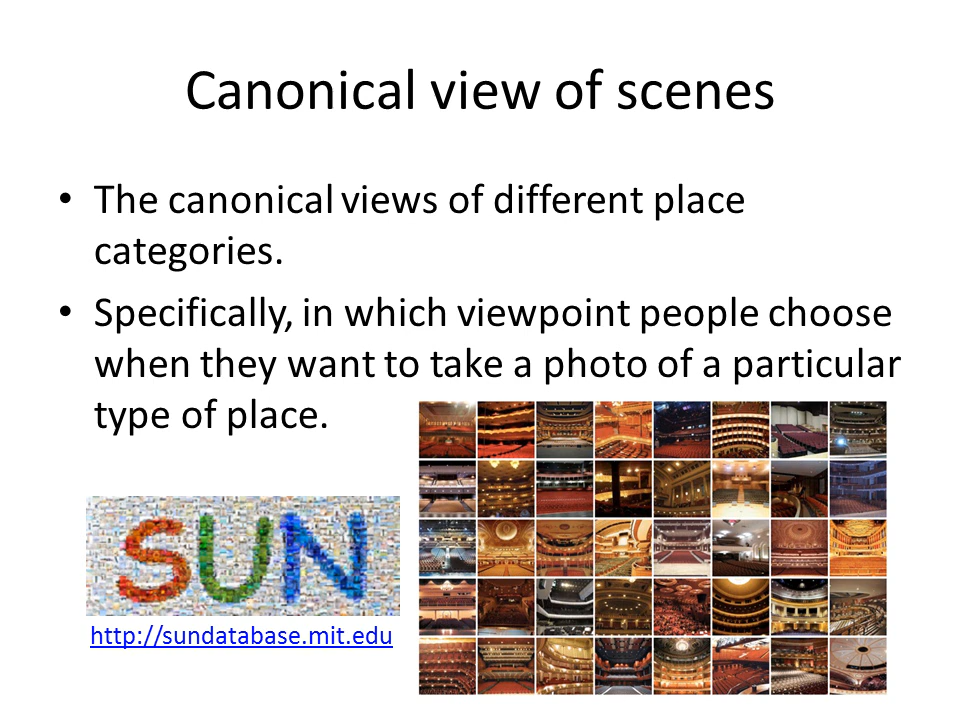 Canonical view of scenes
• The canonical views of different place
categories.
• Specifically, in which viewpoint people choose
when they want to take a photo of a particular
type of place.
SUN
http://sundatabase.mit.edu